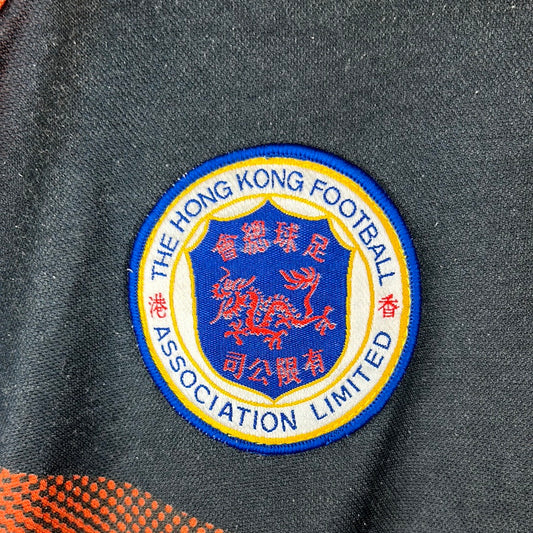 THE HONG KONG FOOTBALL
ASSOCIATION LIMITED
香港
足球總會
有限公司